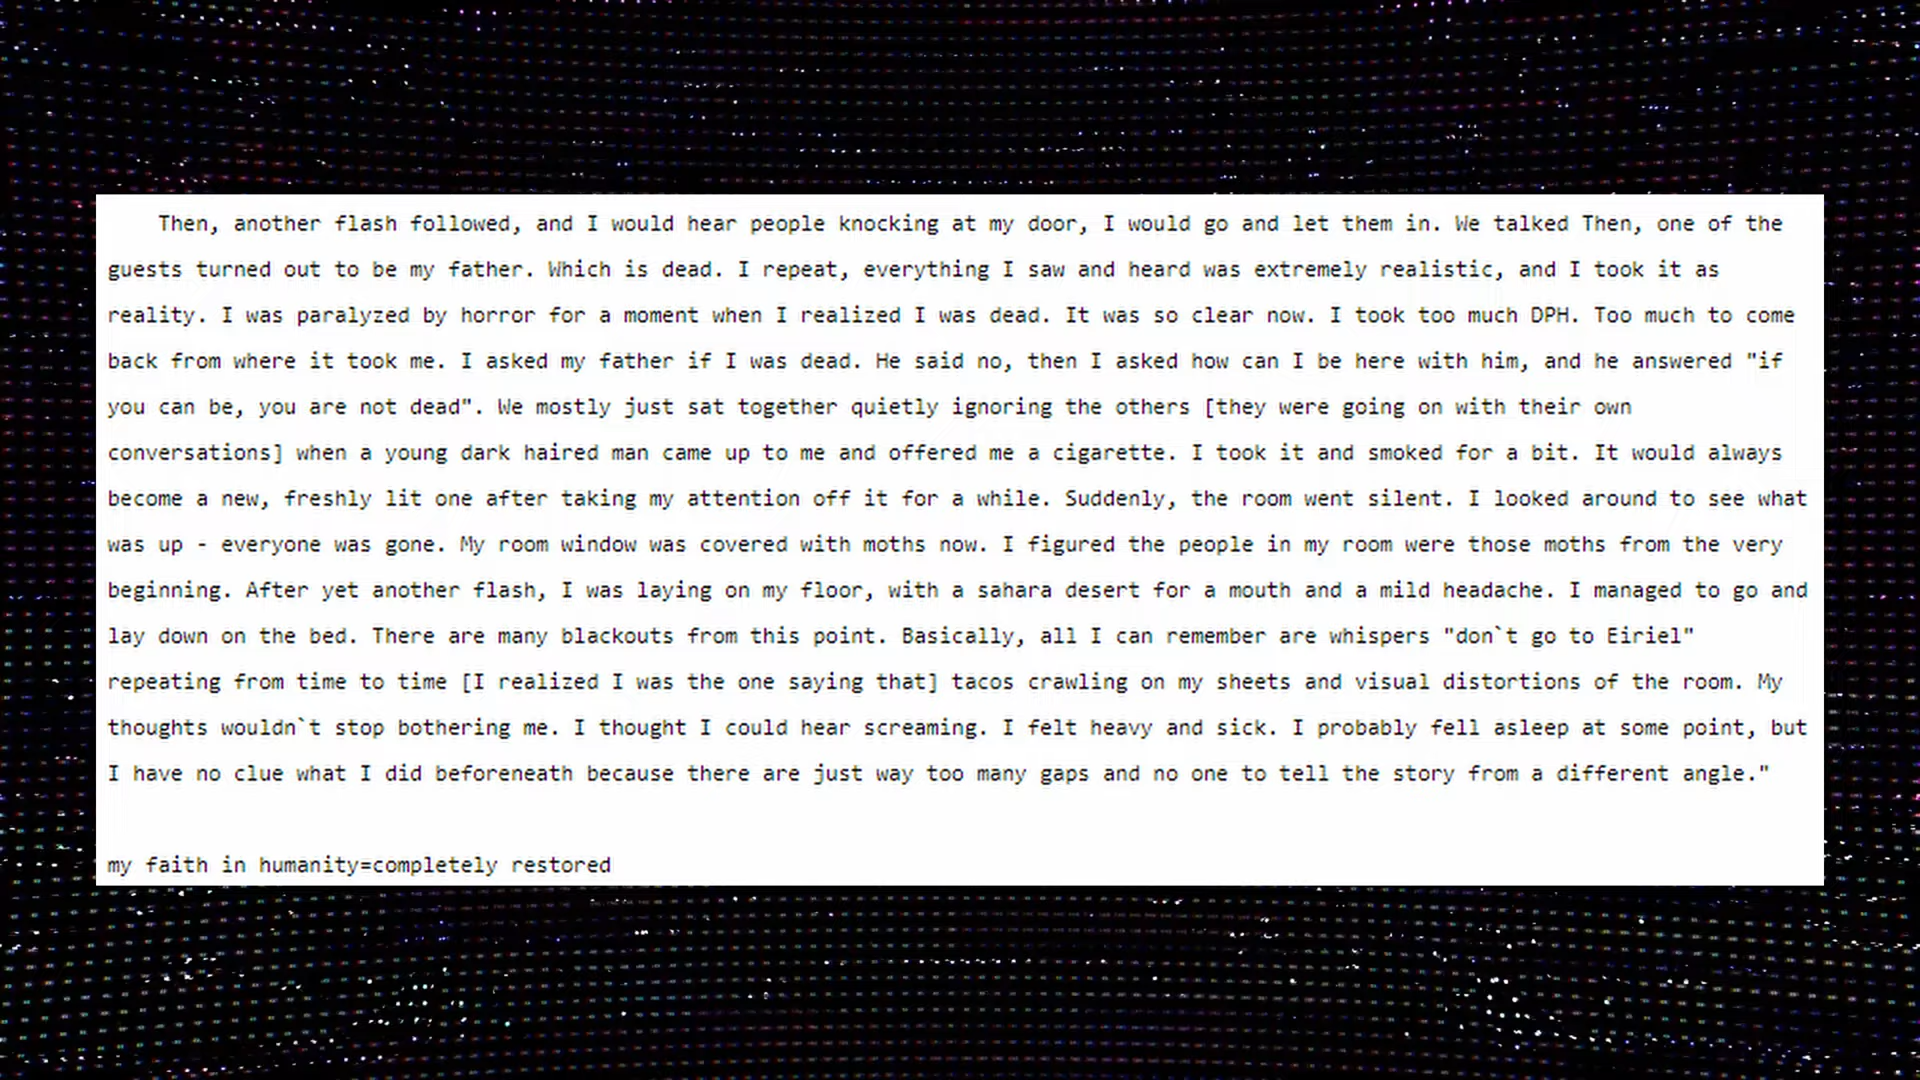 Then, another flash followed, and I would hear people knocking at my door, I would go and let them in. We talked Then, one of the
guests turned out to be my father. Which is dead. I repeat, everything I saw and heard was extremely realistic, and I took it as
reality. I was paralyzed by horror for a moment when I realized I was dead. It was so clear now. I took too much DPH. Too much to come
back from where it took me. I asked my father if I was dead. He said no, then I asked how can I be here with him, and he answered "if
you can be, you are not dead". We mostly just sat together quietly ignoring the others [they were going on with their own
conversations] when a young dark haired man came up to me and offered me a cigarette. I took it and smoked for a bit. It would always
become a new, freshly lit one after taking my attention off it for a while. Suddenly, the room went silent. I looked around to see what
was up - everyone was gone. My room window was covered with moths now. I figured the people in my room were those moths from the very
beginning. After yet another flash, I was laying on my floor, with a sahara desert for a mouth and a mild headache. I managed to go and
lay down on the bed. There are many blackouts from this point. Basically, all I can remember are whispers "don`t go to Eiriel"
repeating from time to time [I realized I was the one saying that] tacos crawling on my sheets and visual distortions of the room. My
thoughts wouldn`t stop bothering me. I thought I could hear screaming. I felt heavy and sick. I probably fell asleep at some point, but
I have no clue what I did beforeneath because there are just way too many gaps and no one to tell the story from a different angle."
my faith in humanity=completely restored